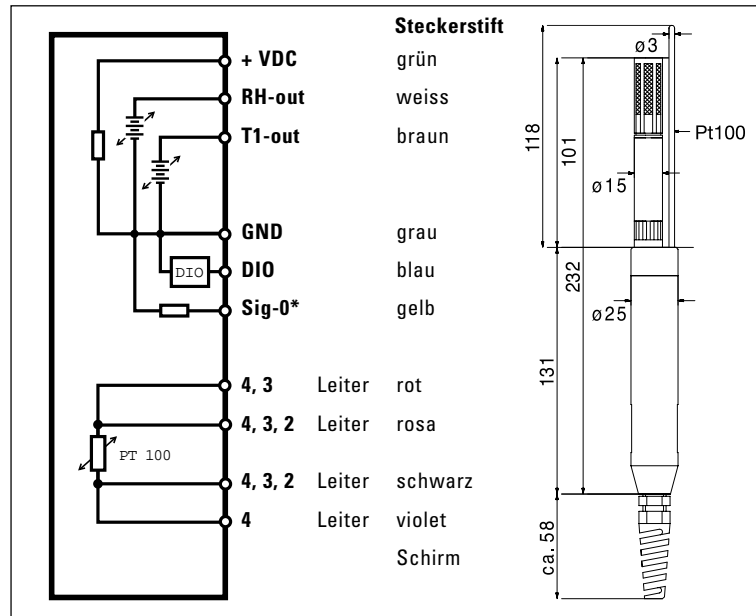 Steckerstift
+ VDC grün
RH-out weiss
T1-out braun
GND grau
DIO DIO blau
Sig-0* gelb
4, 3 Leiter rot
4, 3, 2 Leiter rosa
PT 100
4, 3, 2 Leiter schwarz
4 Leiter violet
Schirm
ø3
118
101
Pt100
ø15
232
ø25
131
ca. 58